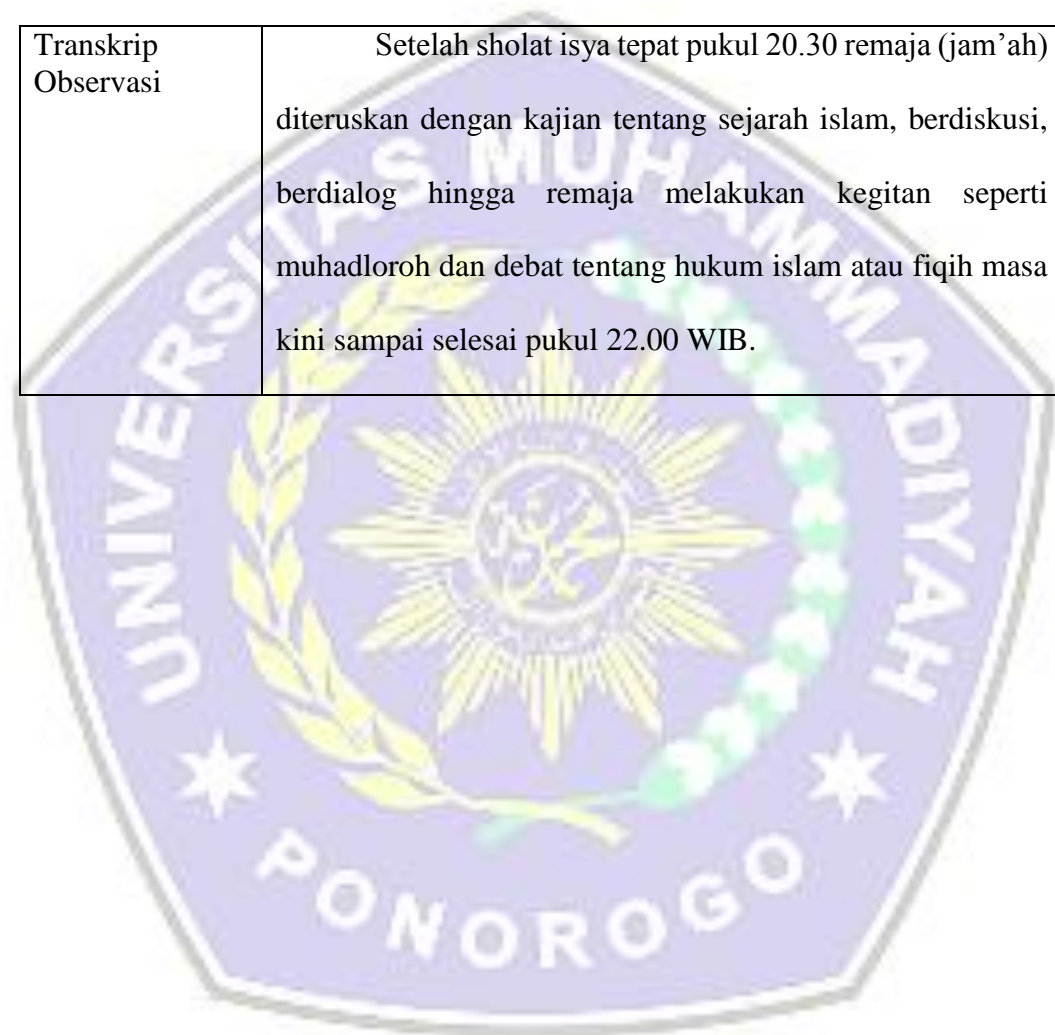 Transkrip
Observasi
Setelah sholat isya tepat pukul 20.30 remaja (jam’ah)
diteruskan dengan kajian tentang sejarah islam, berdiskusi,
berdialog hingga remaja melakukan kegitan seperti
muhadloroh dan debat tentang hukum islam atau fiqih masa
kini sampai selesai pukul 22.00 WIB.
UNIVERSITAS MUHAMMADIYAH
PONOROGO